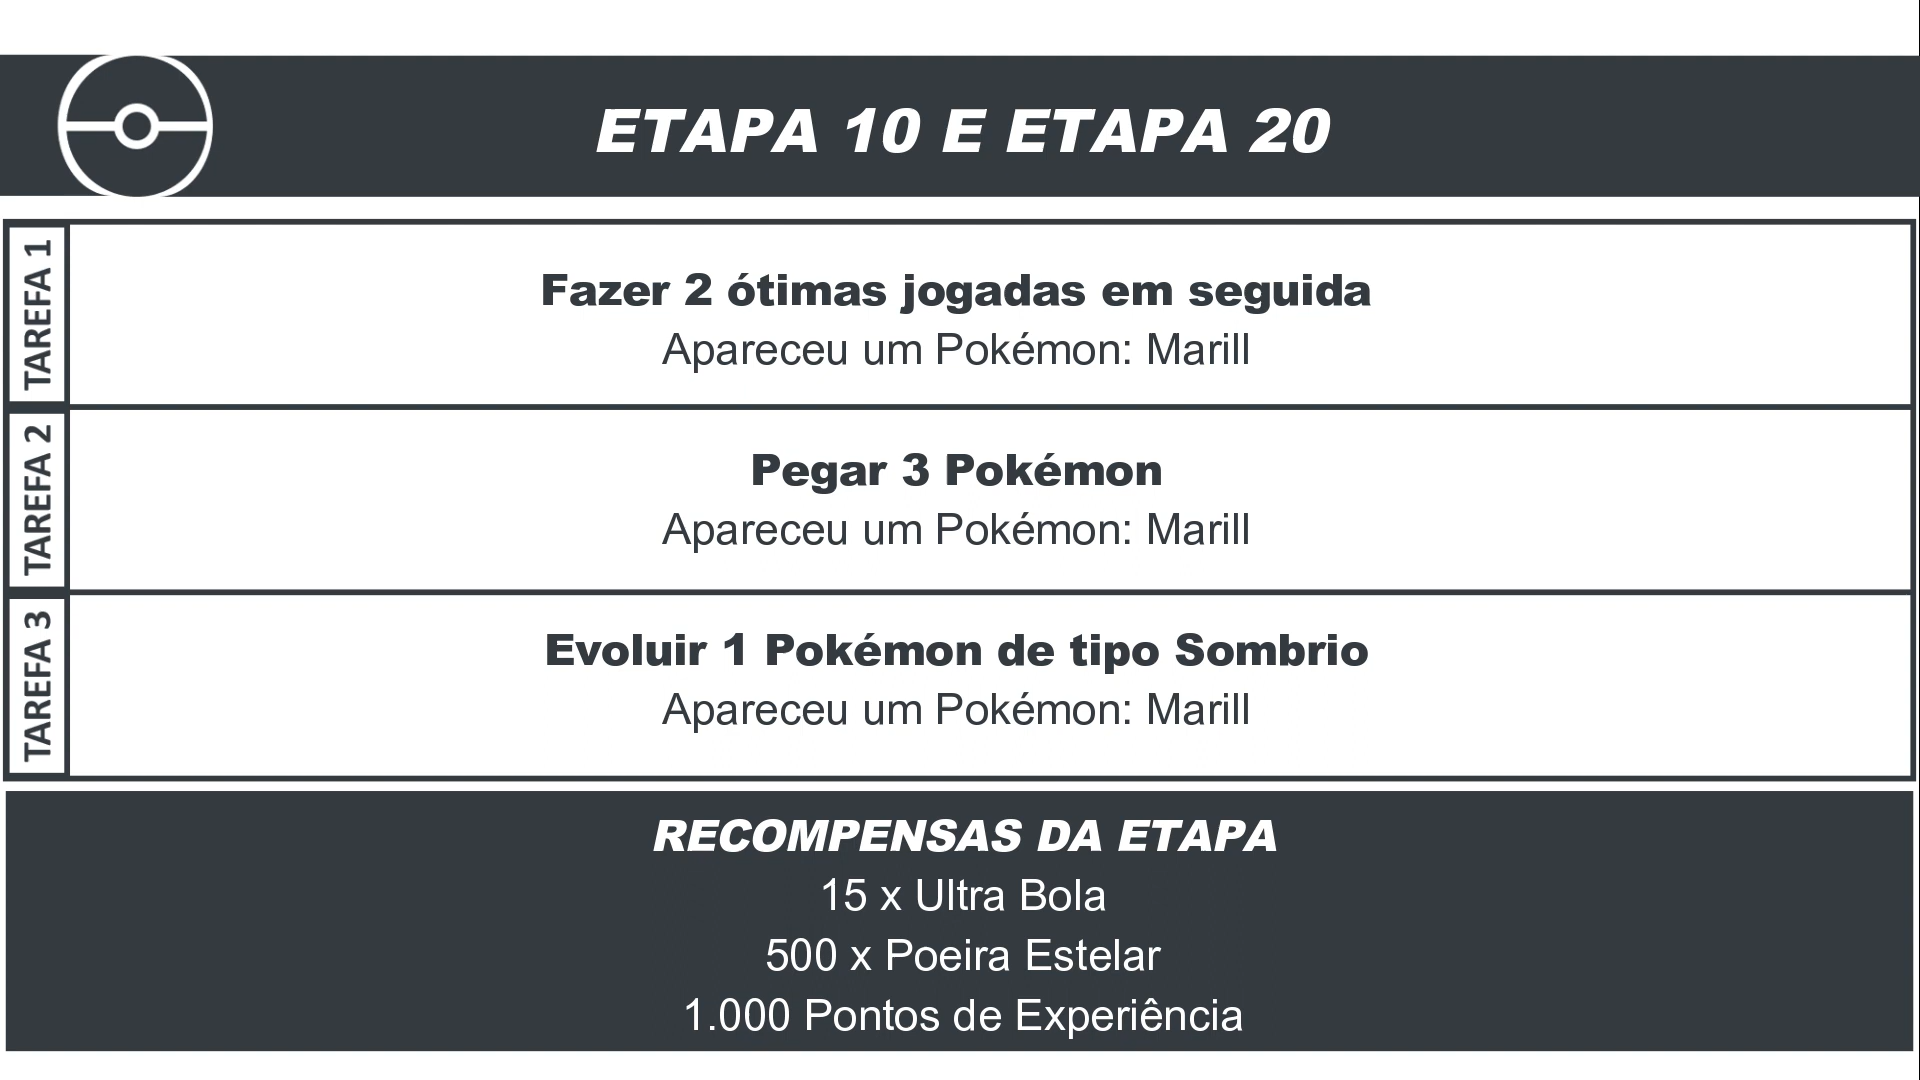 ETAPA 10 E ETAPA 20
TAREFA 1
Fazer 2 ótimas jogadas em seguida
Apareceu um Pokémon: Marill
TAREFA 2
Pegar 3 Pokémon
Apareceu um Pokémon: Marill
TAREFA 3
Evoluir 1 Pokémon de tipo Sombrio
Apareceu um Pokémon: Marill
RECOMPENSAS DA ETAPA
15 x Ultra Bola
500 x Poeira Estelar
1.000 Pontos de Experiência